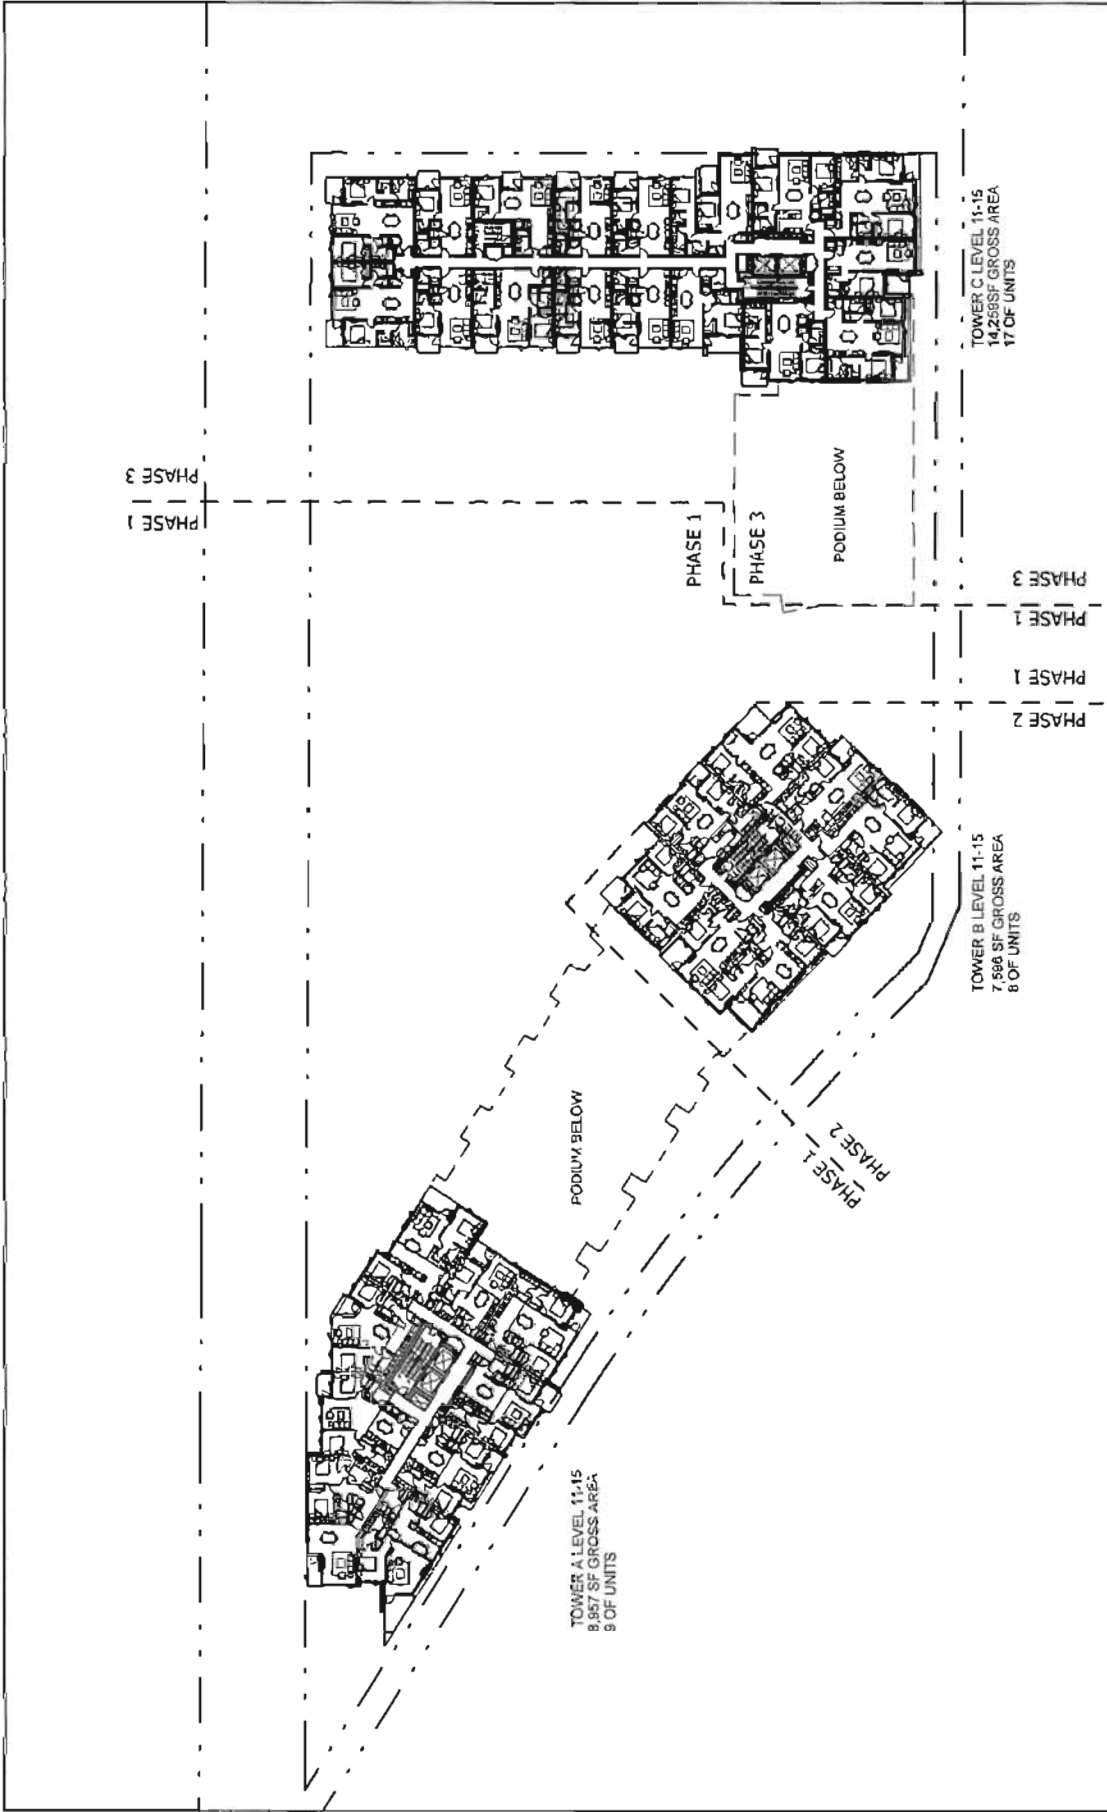 PHASE 3
PHASE 1
PHASE 1
PHASE 3
PODIUM BELOW
TOWER C LEVEL 11-15
14,259SF GROSS AREA
17 OF UNITS
PHASE 3
PHASE 1
PHASE 1
PHASE 2
TOWER B LEVEL 11-15
7,596 SF GROSS AREA
8 OF UNITS
PODIUM BELOW
PHASE 1
PHASE 2
TOWER A LEVEL 11-15
8,957 SF GROSS AREA
9 OF UNITS